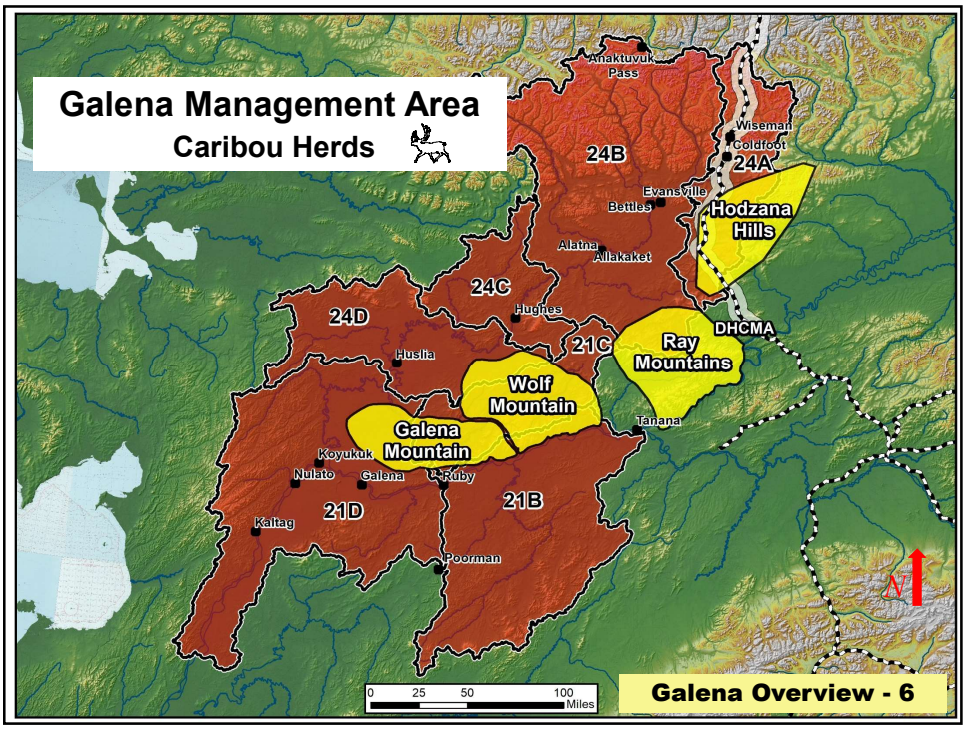 Galena Management Area
Caribou Herds
Anaktuvuk
Pass
Wiseman
Coldfoot
24B
24A
Evansville
Bettles
Hodzana
Hills
Alatna
Allakaket
24C
Hughes
24D
21C
DHCMA
Ray
Mountains
Huslia
Wolf
Mountain
Tanana
Galena
Mountain
Koyukuk
Nulato
Galena
Ruby
21D
21B
Kaltag
Poorman
N
0 25 50 100
Miles
Galena Overview - 6